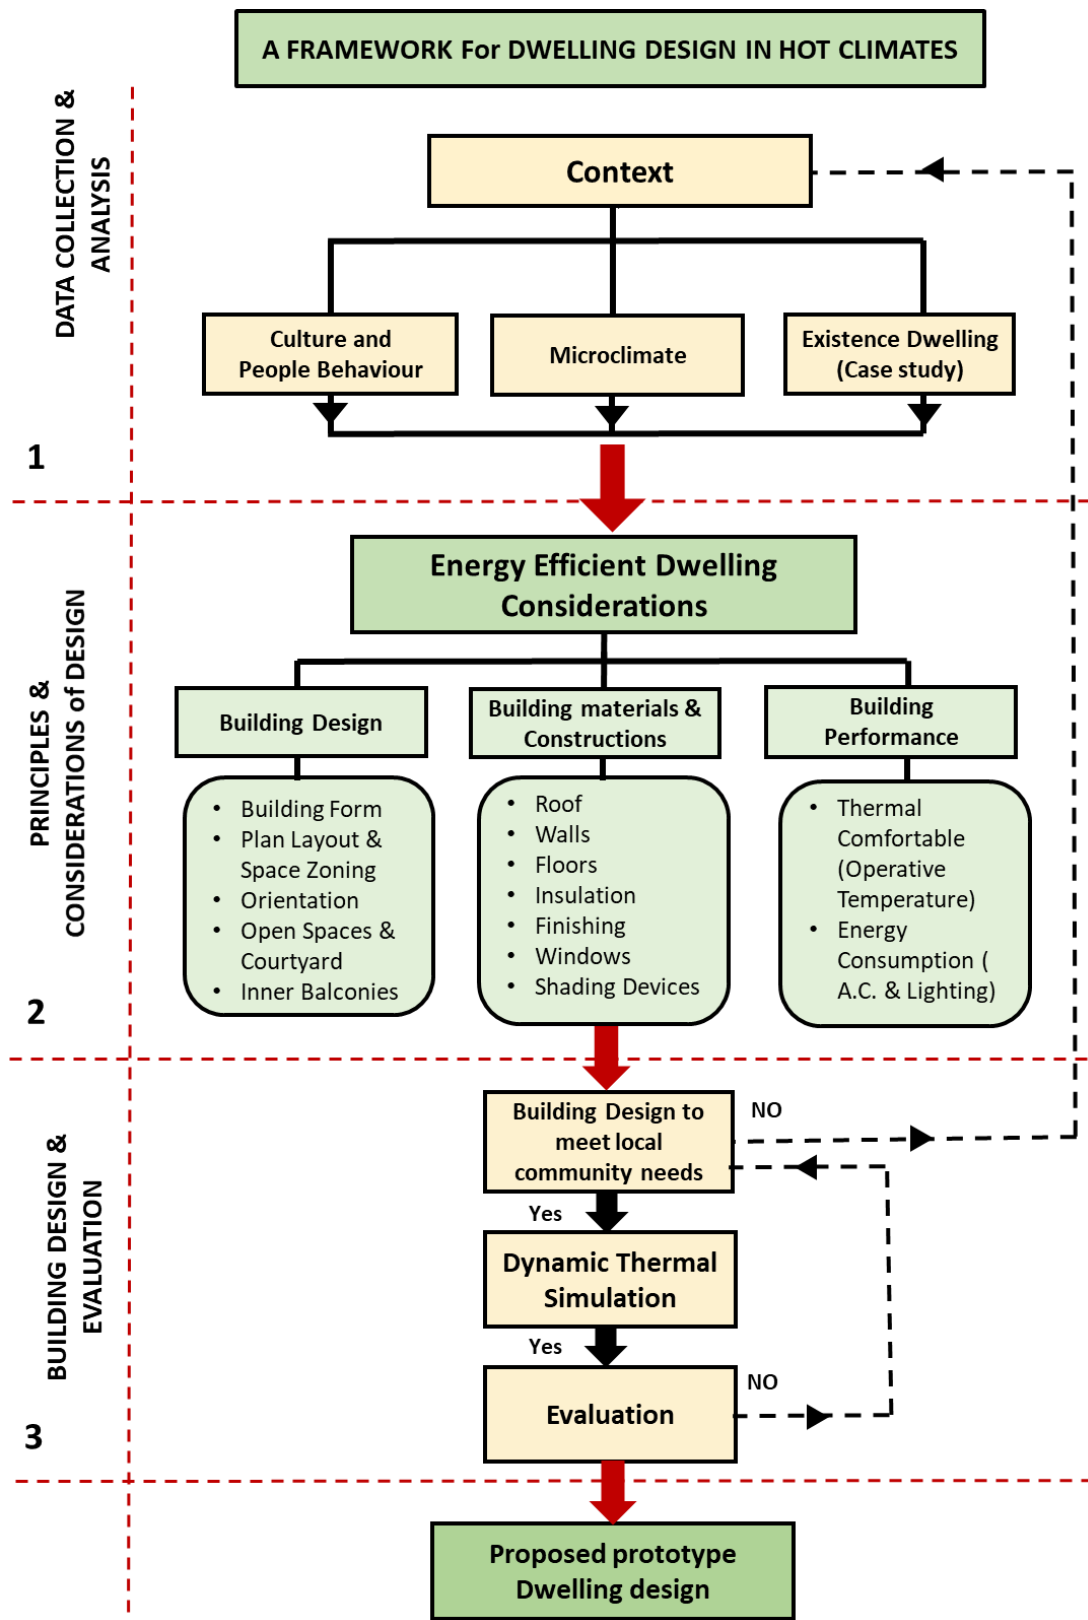 A FRAMEWORK For DWELLING DESIGN IN HOT CLIMATES
DATA COLLECTION &
ANALYSIS
1
Context
Culture and
People Behaviour
Microclimate
Existence Dwelling
(Case study)
PRINCIPLES &
CONSIDERATIONS of DESIGN
2
Energy Efficient Dwelling
Considerations
Building Design
• Building Form
• Plan Layout &
Space Zoning
• Orientation
• Open Spaces &
Courtyard
• Inner Balconies
Building materials &
Constructions
• Roof
• Walls
• Floors
• Insulation
• Finishing
• Windows
• Shading Devices
Building
Performance
• Thermal
Comfortable
(Operative
Temperature)
• Energy
Consumption (
A.C. & Lighting)
BUILDING DESIGN &
EVALUATION
3
Building Design to
meet local
community needs
NO
Yes
Dynamic Thermal
Simulation
Yes
Evaluation
NO
Proposed prototype
Dwelling design